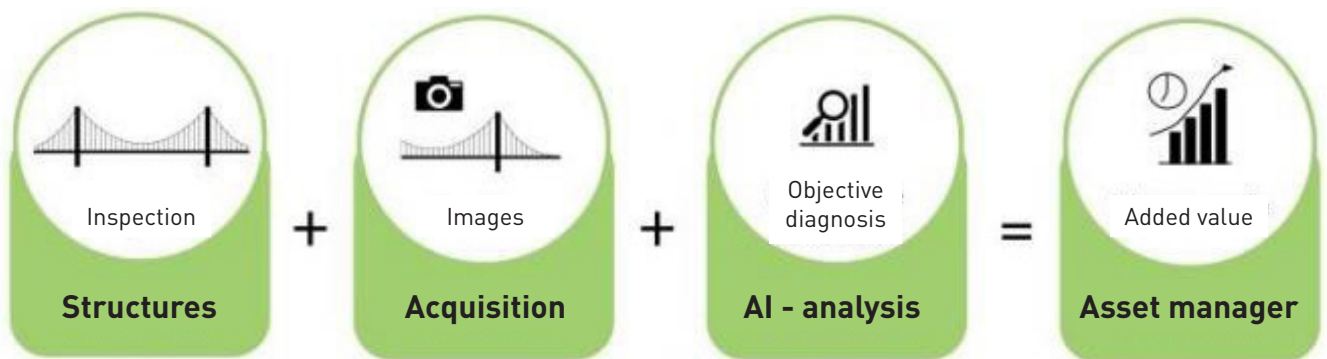 Inspection
Structures
+
Images
Acquisition
+
Objective
diagnosis
AI - analysis
=
Added value
Asset manager